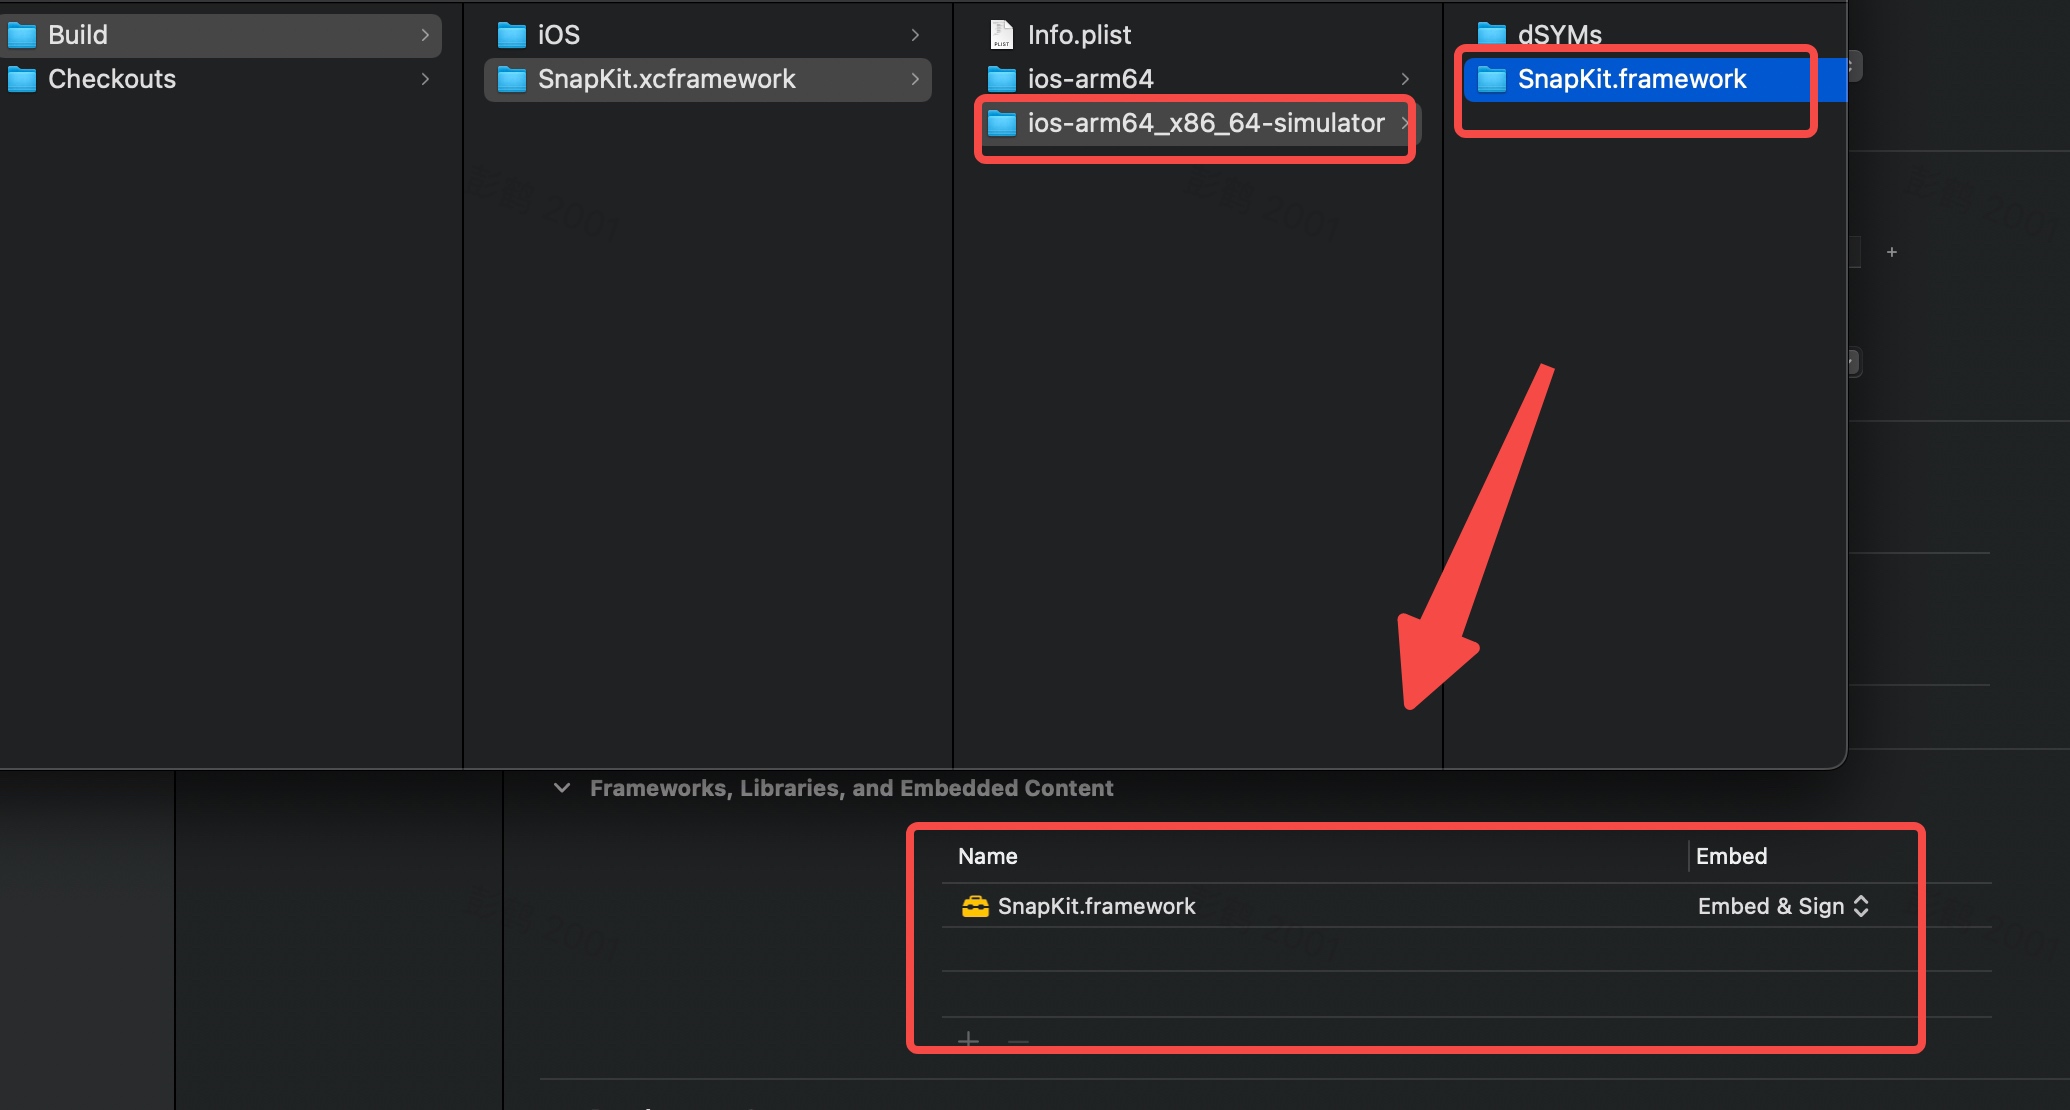 Build
Checkouts
iOS
SnapKit.xcframework
Info.plist
ios-arm64
ios-arm64_x86_64-simulator
dSYMs
SnapKit.framework
Frameworks, Libraries, and Embedded Content
Name Embed
SnapKit.framework Embed & Sign